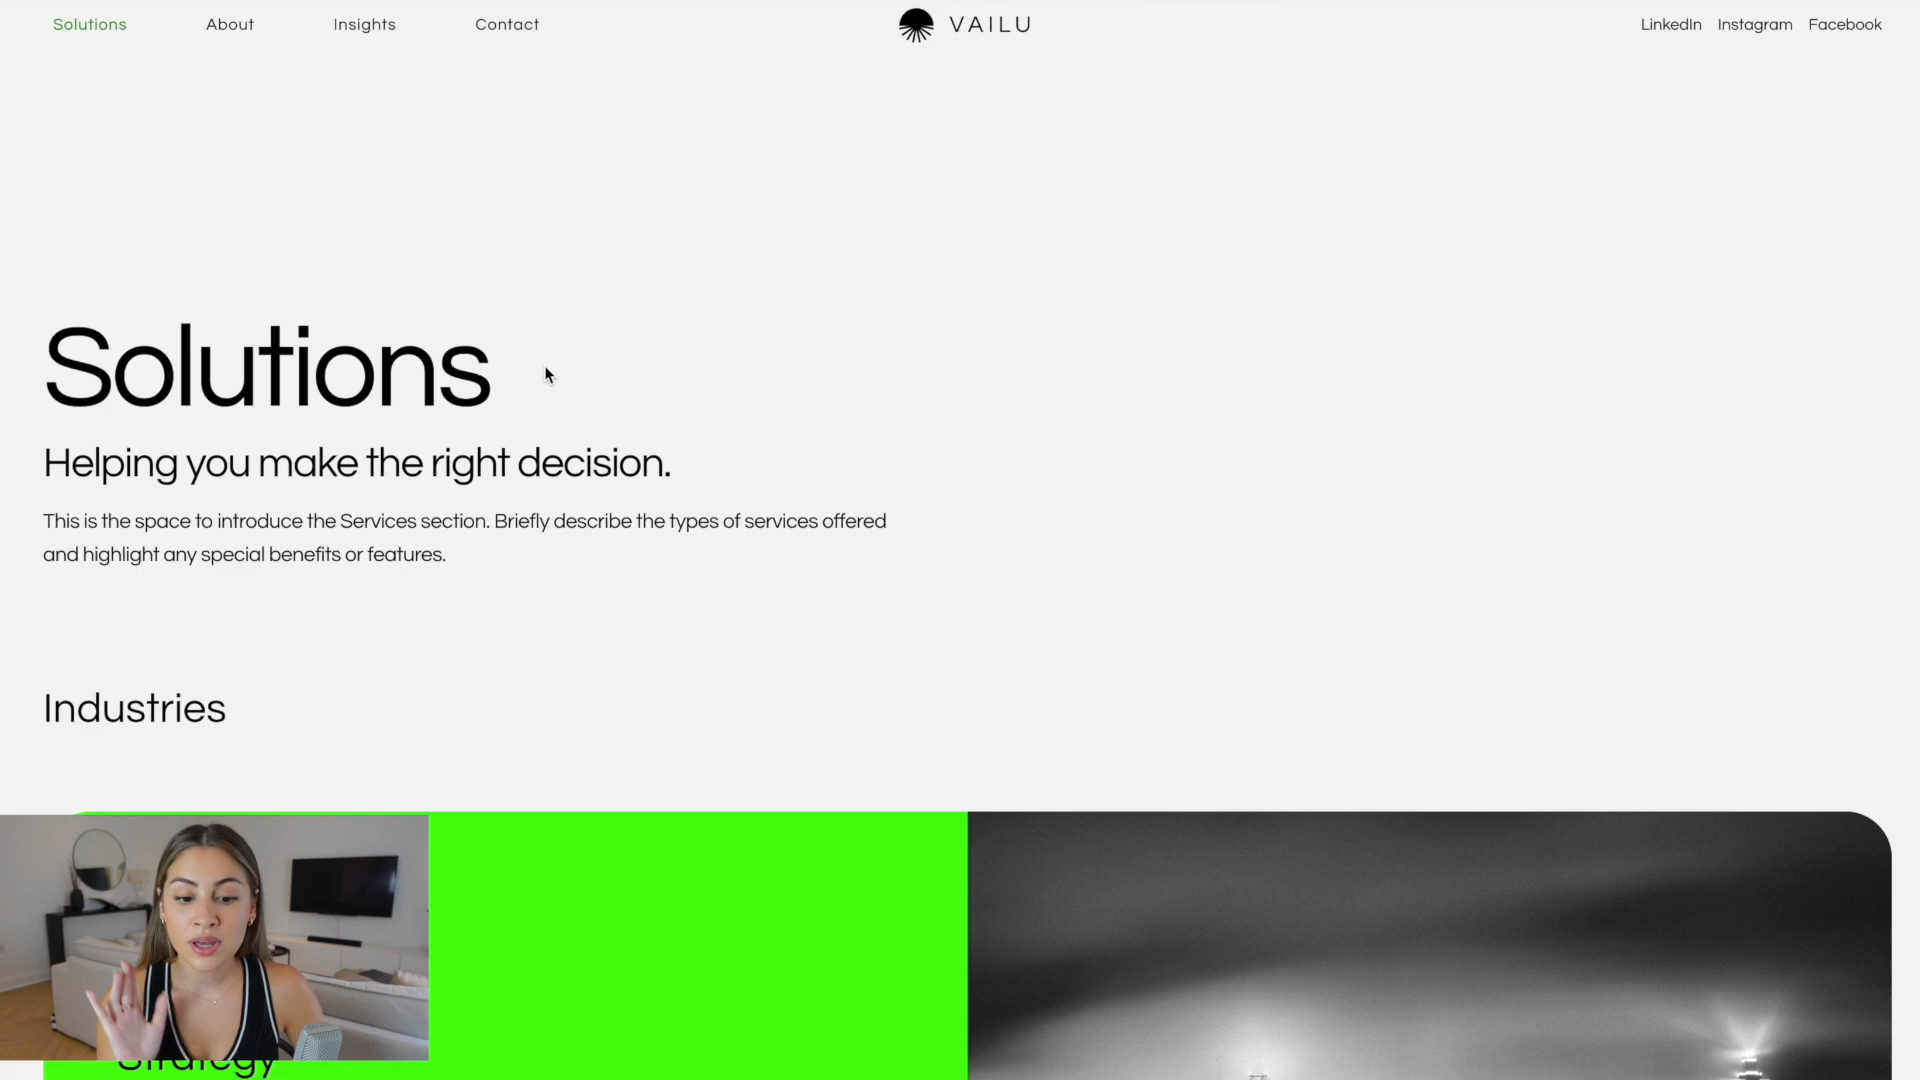 Solutions
About
Insights
Contact
VAILU
LinkedIn
Instagram
Facebook
Solutions
Helping you make the right decision.
This is the space to introduce the Services section. Briefly describe the types of services offered
and highlight any special benefits or features.
Industries
Strategy